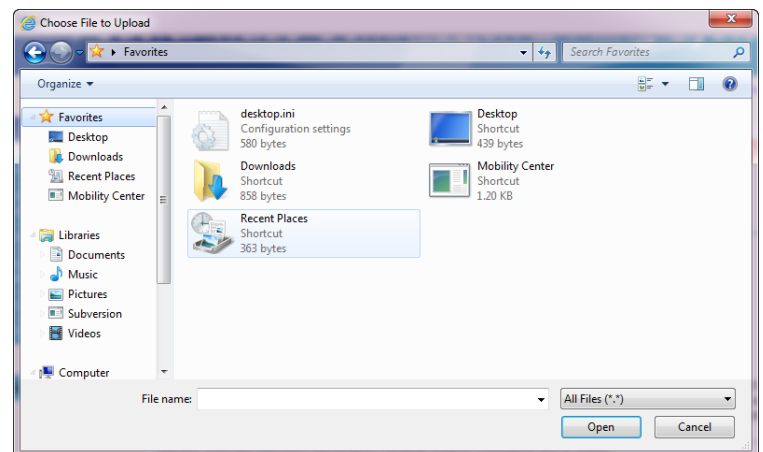 Choose File to Upload
Favorites
Search Favorites
Organize
Favorites
Desktop
Downloads
Recent Places
Mobility Center
Libraries
Documents
Music
Pictures
Subversion
Videos
Computer
desktop.ini
Configuration settings
580 bytes
Desktop
Shortcut
439 bytes
Downloads
Shortcut
858 bytes
Mobility Center
Shortcut
1.20 KB
Recent Places
Shortcut
363 bytes
File name:
All Files (*.*)
Open
Cancel